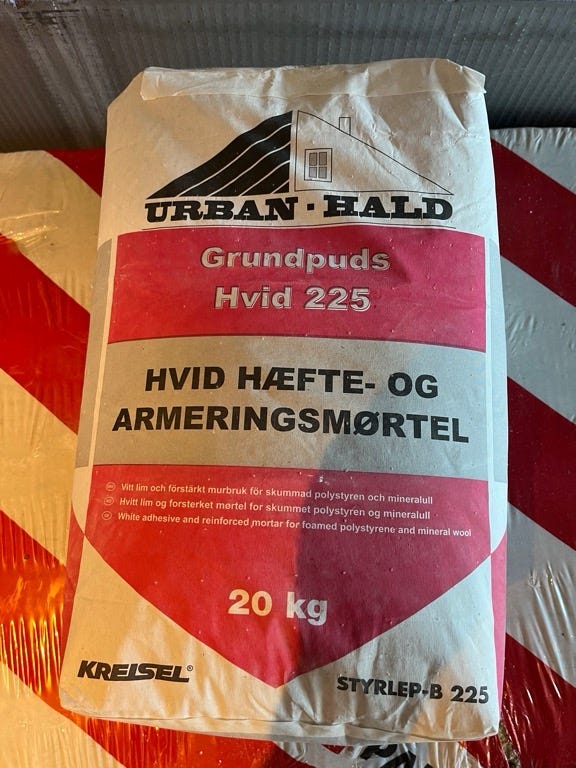 URBAN · HALD
Grundpuds
Hvid 225
HVID HÆFTE- OG
ARMERINGSMØRTEL
Vitt lim och förstärkt murbruk för skummad polystyren och mineralull
Hvitt lim og forsterket mørtel for skummet polystyren og mineralull
White adhesive and reinforced mortar for foamed polystyrene and mineral wool
20 kg
KREISEL®
STYRLEP-B 225